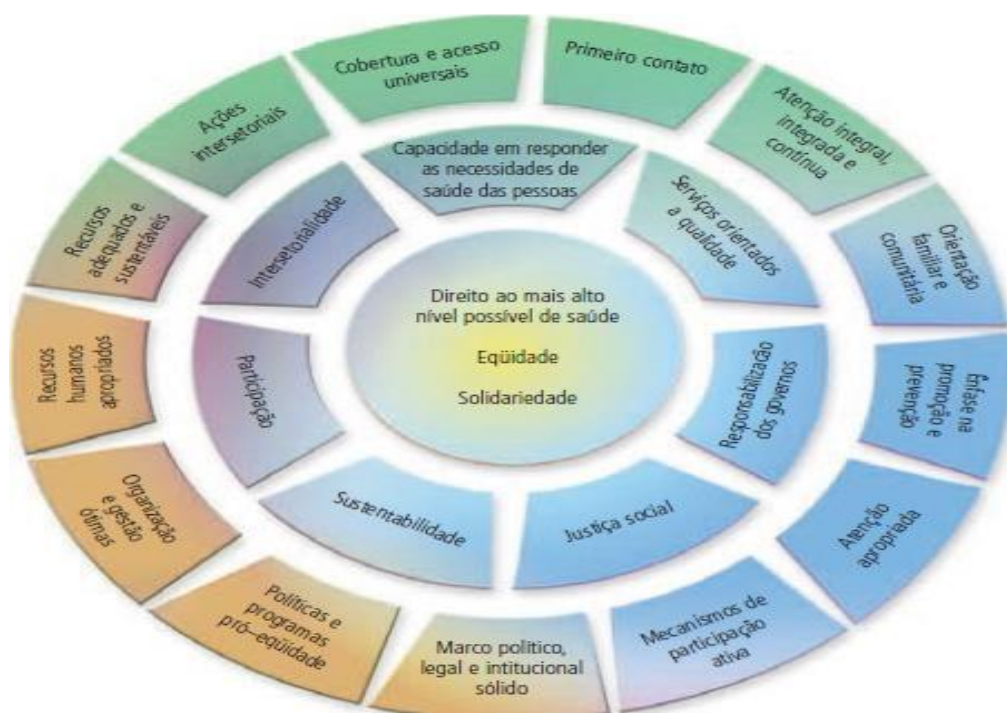 Cobertura e acesso
universais
Primeiro contato
Atenção integral,
integrada e
contínua
Orientação
familiar e
comunitária
Ênfase na
promoção e
prevenção
Atenção
apropriada
Mecanismos de
participação
ativa
Marco político,
legal e intitucional
sólido
Políticas e
programas
pró-eqüidade
Organização
e gestão
ótimas
Recursos
humanos
apropriados
Recursos
adequados e
sustentáveis
Ações
intersetoriais
Capacidade em responder
as necessidades de
saúde das pessoas
Serviços orientados
a qualidade
Responsabilização
dos governos
Justiça social
Sustentabilidade
Participação
Intersetorialidade
Direito ao mais alto
nível possível de saúde
Eqüidade
Solidariedade